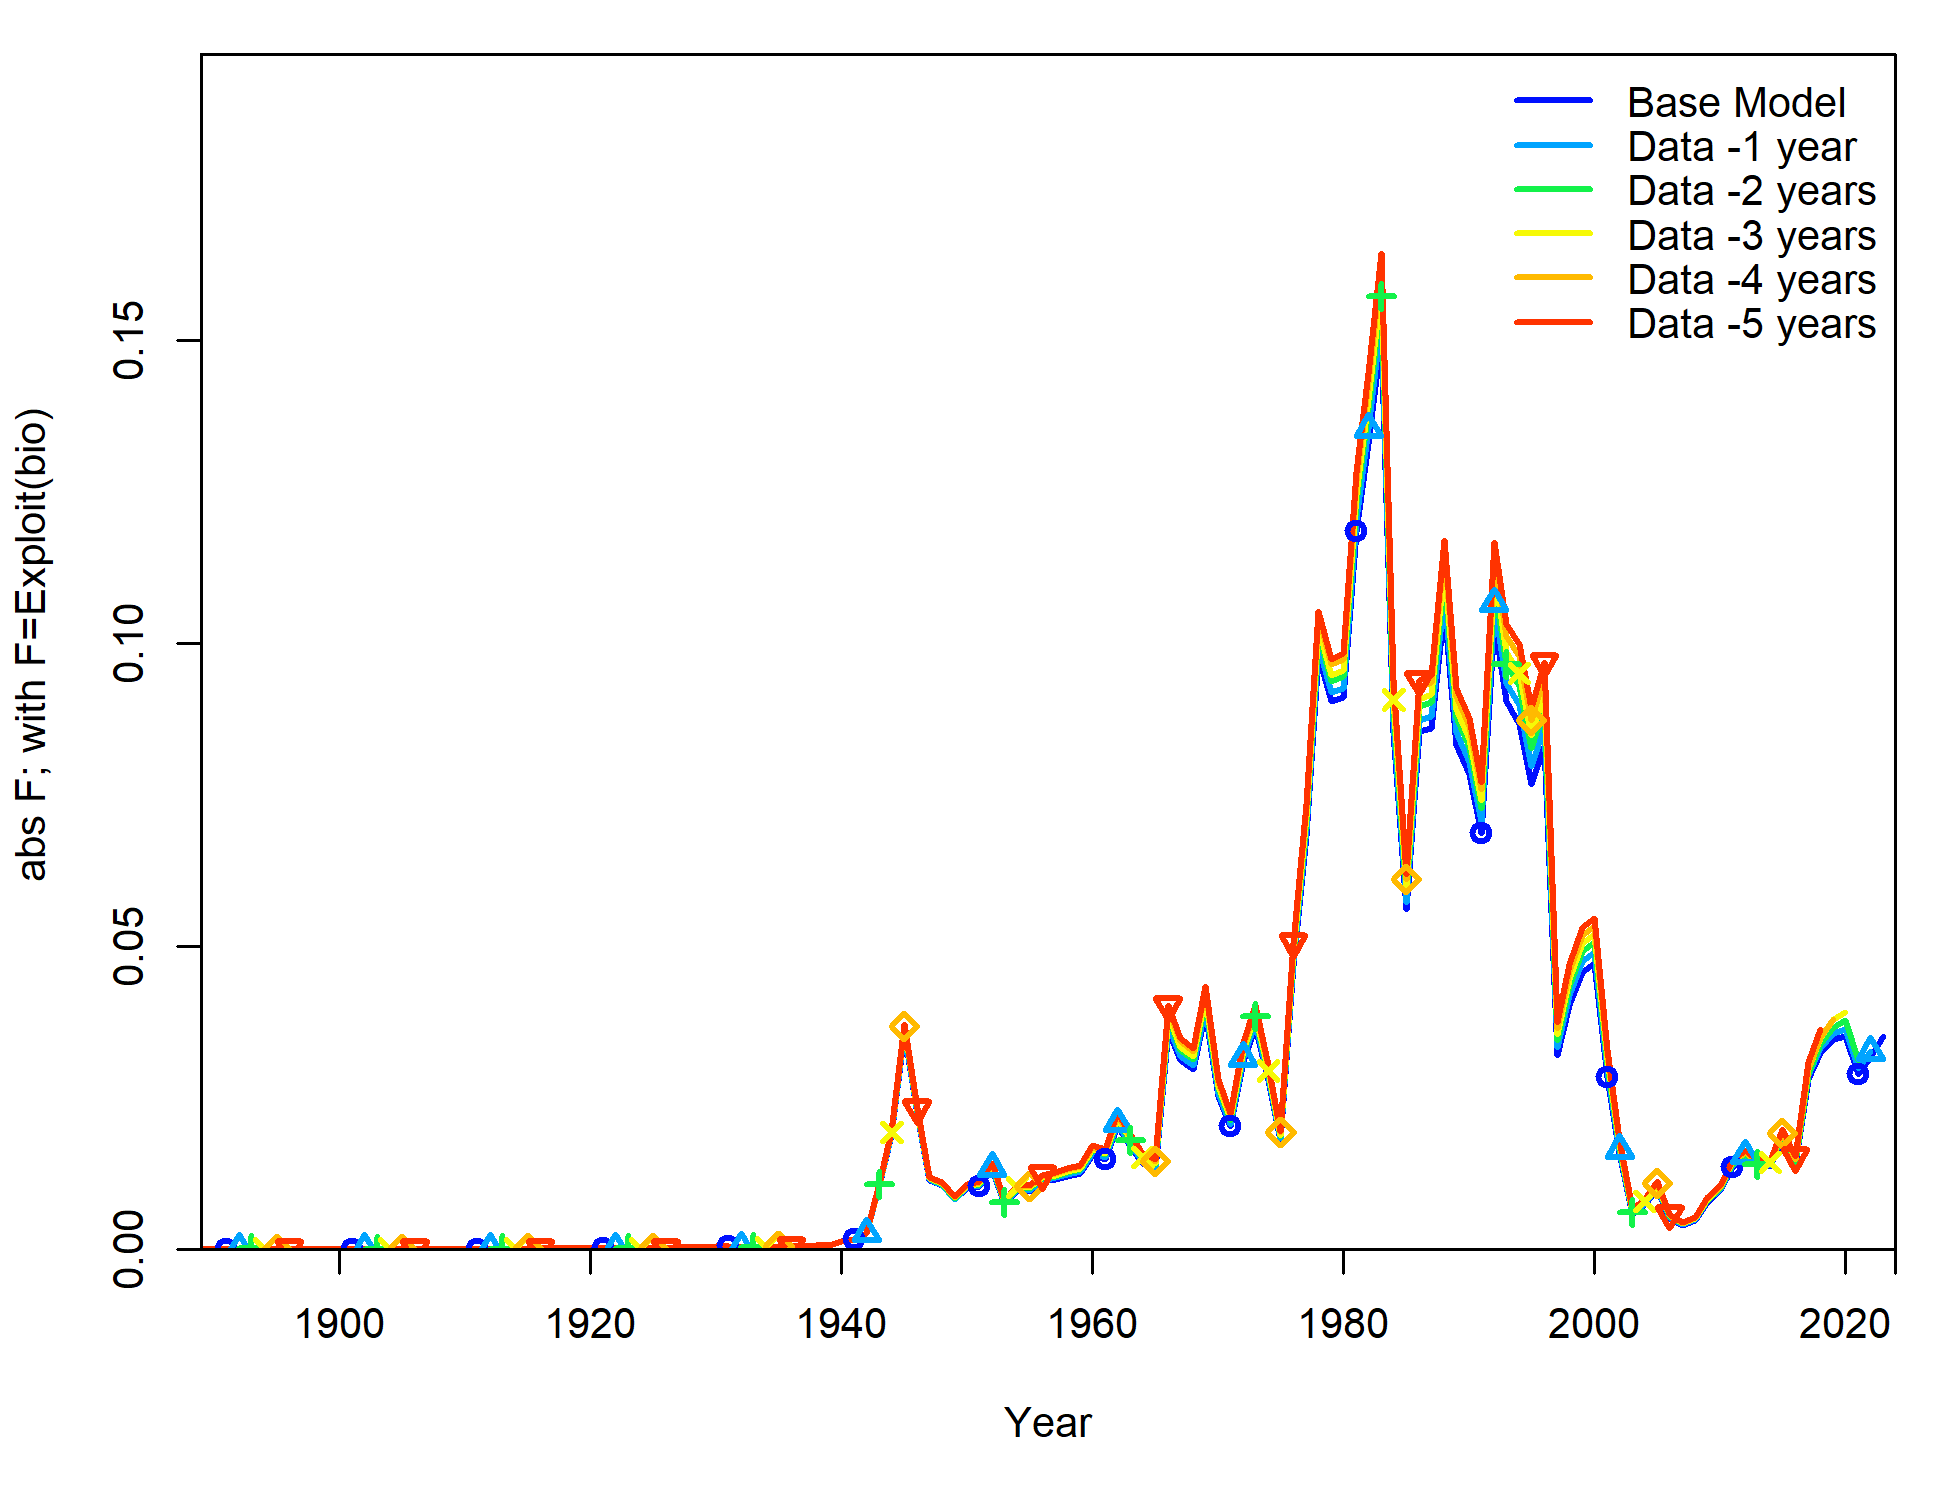 Base Model
Data -1 year
Data -2 years
Data -3 years
Data -4 years
Data -5 years
abs F; with F=Exploit(bio)
0.15
0.10
0.05
0.00
1900 1920 1940 1960 1980 2000 2020
Year